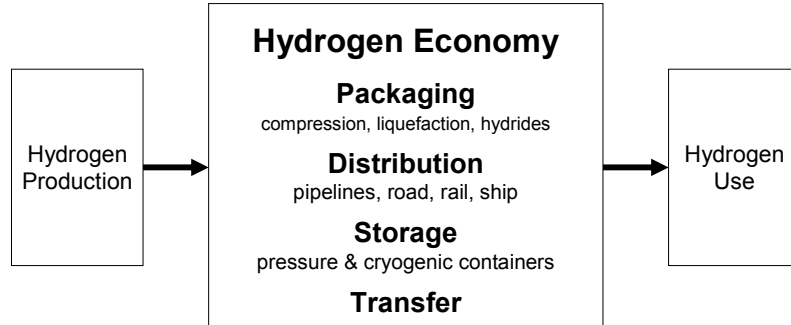 Hydrogen Economy
Packaging
compression, liquefaction, hydrides
Hydrogen
Production
Distribution
pipelines, road, rail, ship
Hydrogen
Use
Storage
pressure & cryogenic containers
Transfer